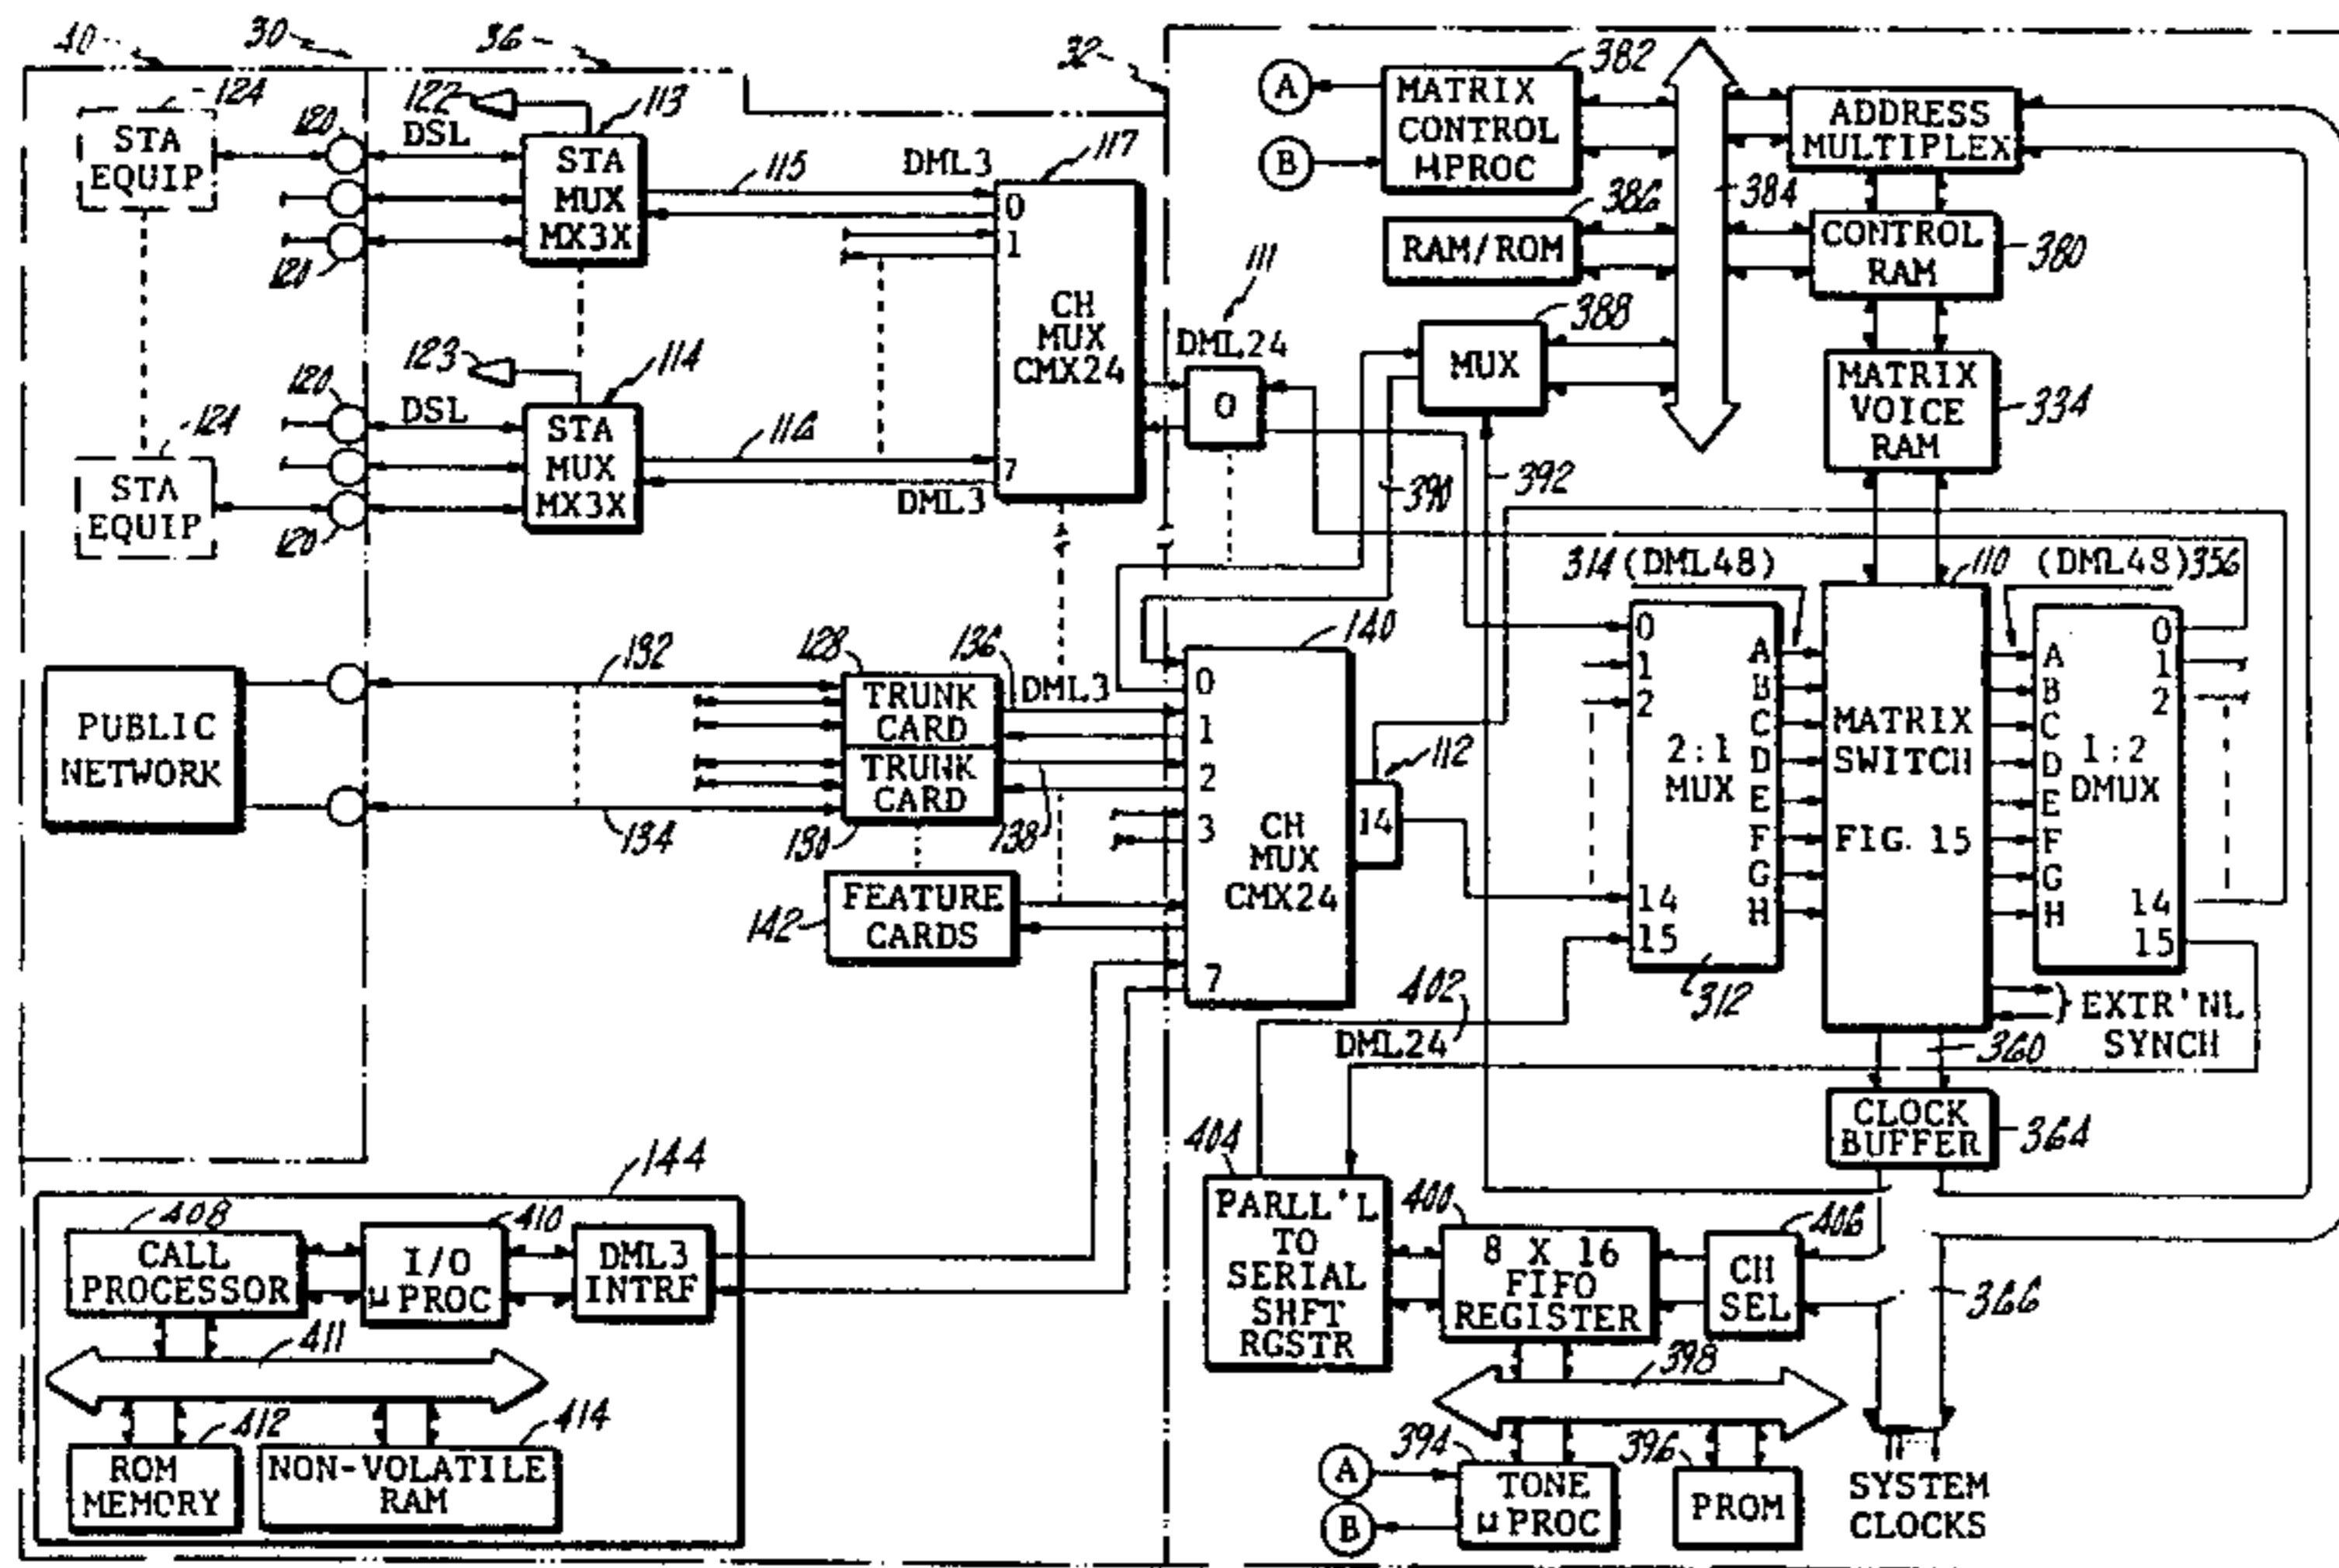 40
30
36
32
124
STA
EQUIP
120
120
122
DSL
113
STA
MUX
MX3X
115
DML3
117
0
1
CH
MUX
CMX24
7
123
114
120
DSL
STA
MUX
MX3X
116
DML3
124
STA
EQUIP
120
111
DML24
0
A
B
382
MATRIX
CONTROL
μPROC
384
ADDRESS
MULTIPLEX
386
RAM/ROM
CONTROL
RAM
380
388
MUX
MATRIX
VOICE
RAM
334
390
392
PUBLIC
NETWORK
132
134
128
TRUNK
CARD
TRUNK
CARD
130
136
DML3
138
142
FEATURE
CARDS
140
0
1
2
3
7
CH
MUX
CMX24
112
14
314 (DML48)
0
1
2
14
15
2:1
MUX
A
B
C
D
E
F
G
H
312
110
MATRIX
SWITCH
FIG. 15
(DML48) 356
A
B
C
D
E
F
G
H
1:2
DMUX
0
1
2
14
15
EXTR'NL
SYNCH
360
CLOCK
BUFFER
364
402
DML24
404
PARLL'L
TO
SERIAL
SHFT
RGSTR
400
8 X 16
FIFO
REGISTER
406
CH
SEL
366
398
394
A
B
TONE
μPROC
396
PROM
SYSTEM
CLOCKS
144
408
CALL
PROCESSOR
410
I/O
μPROC
DML3
INTRF
411
412
ROM
MEMORY
414
NON-VOLATILE
RAM